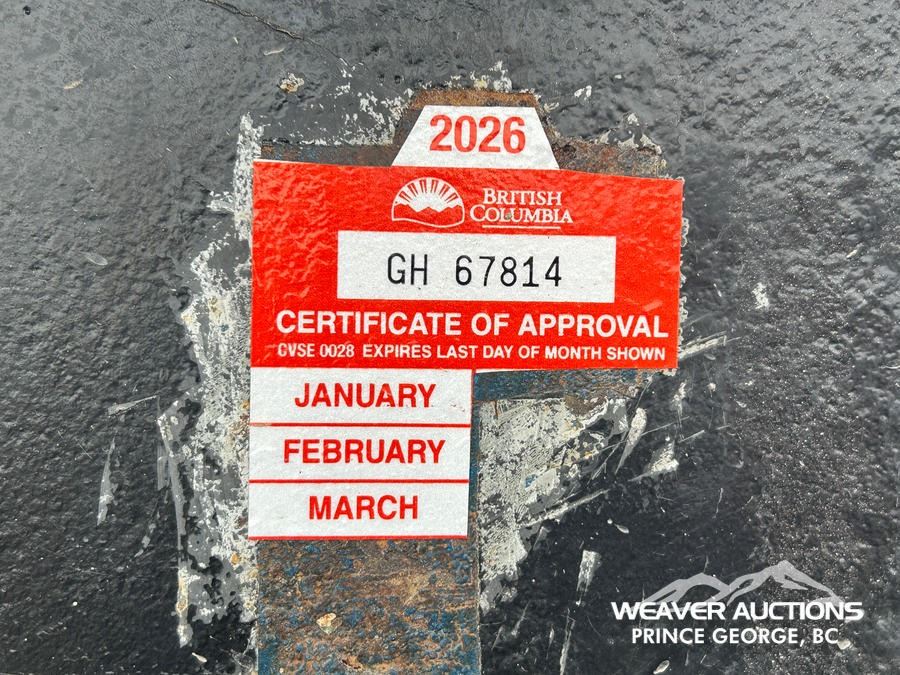 2026
BRITISH
COLUMBIA
GH 67814
CERTIFICATE OF APPROVAL
CVSE 0028 EXPIRES LAST DAY OF MONTH SHOWN
JANUARY
FEBRUARY
MARCH
WEAVER AUCTIONS
PRINCE GEORGE, BC